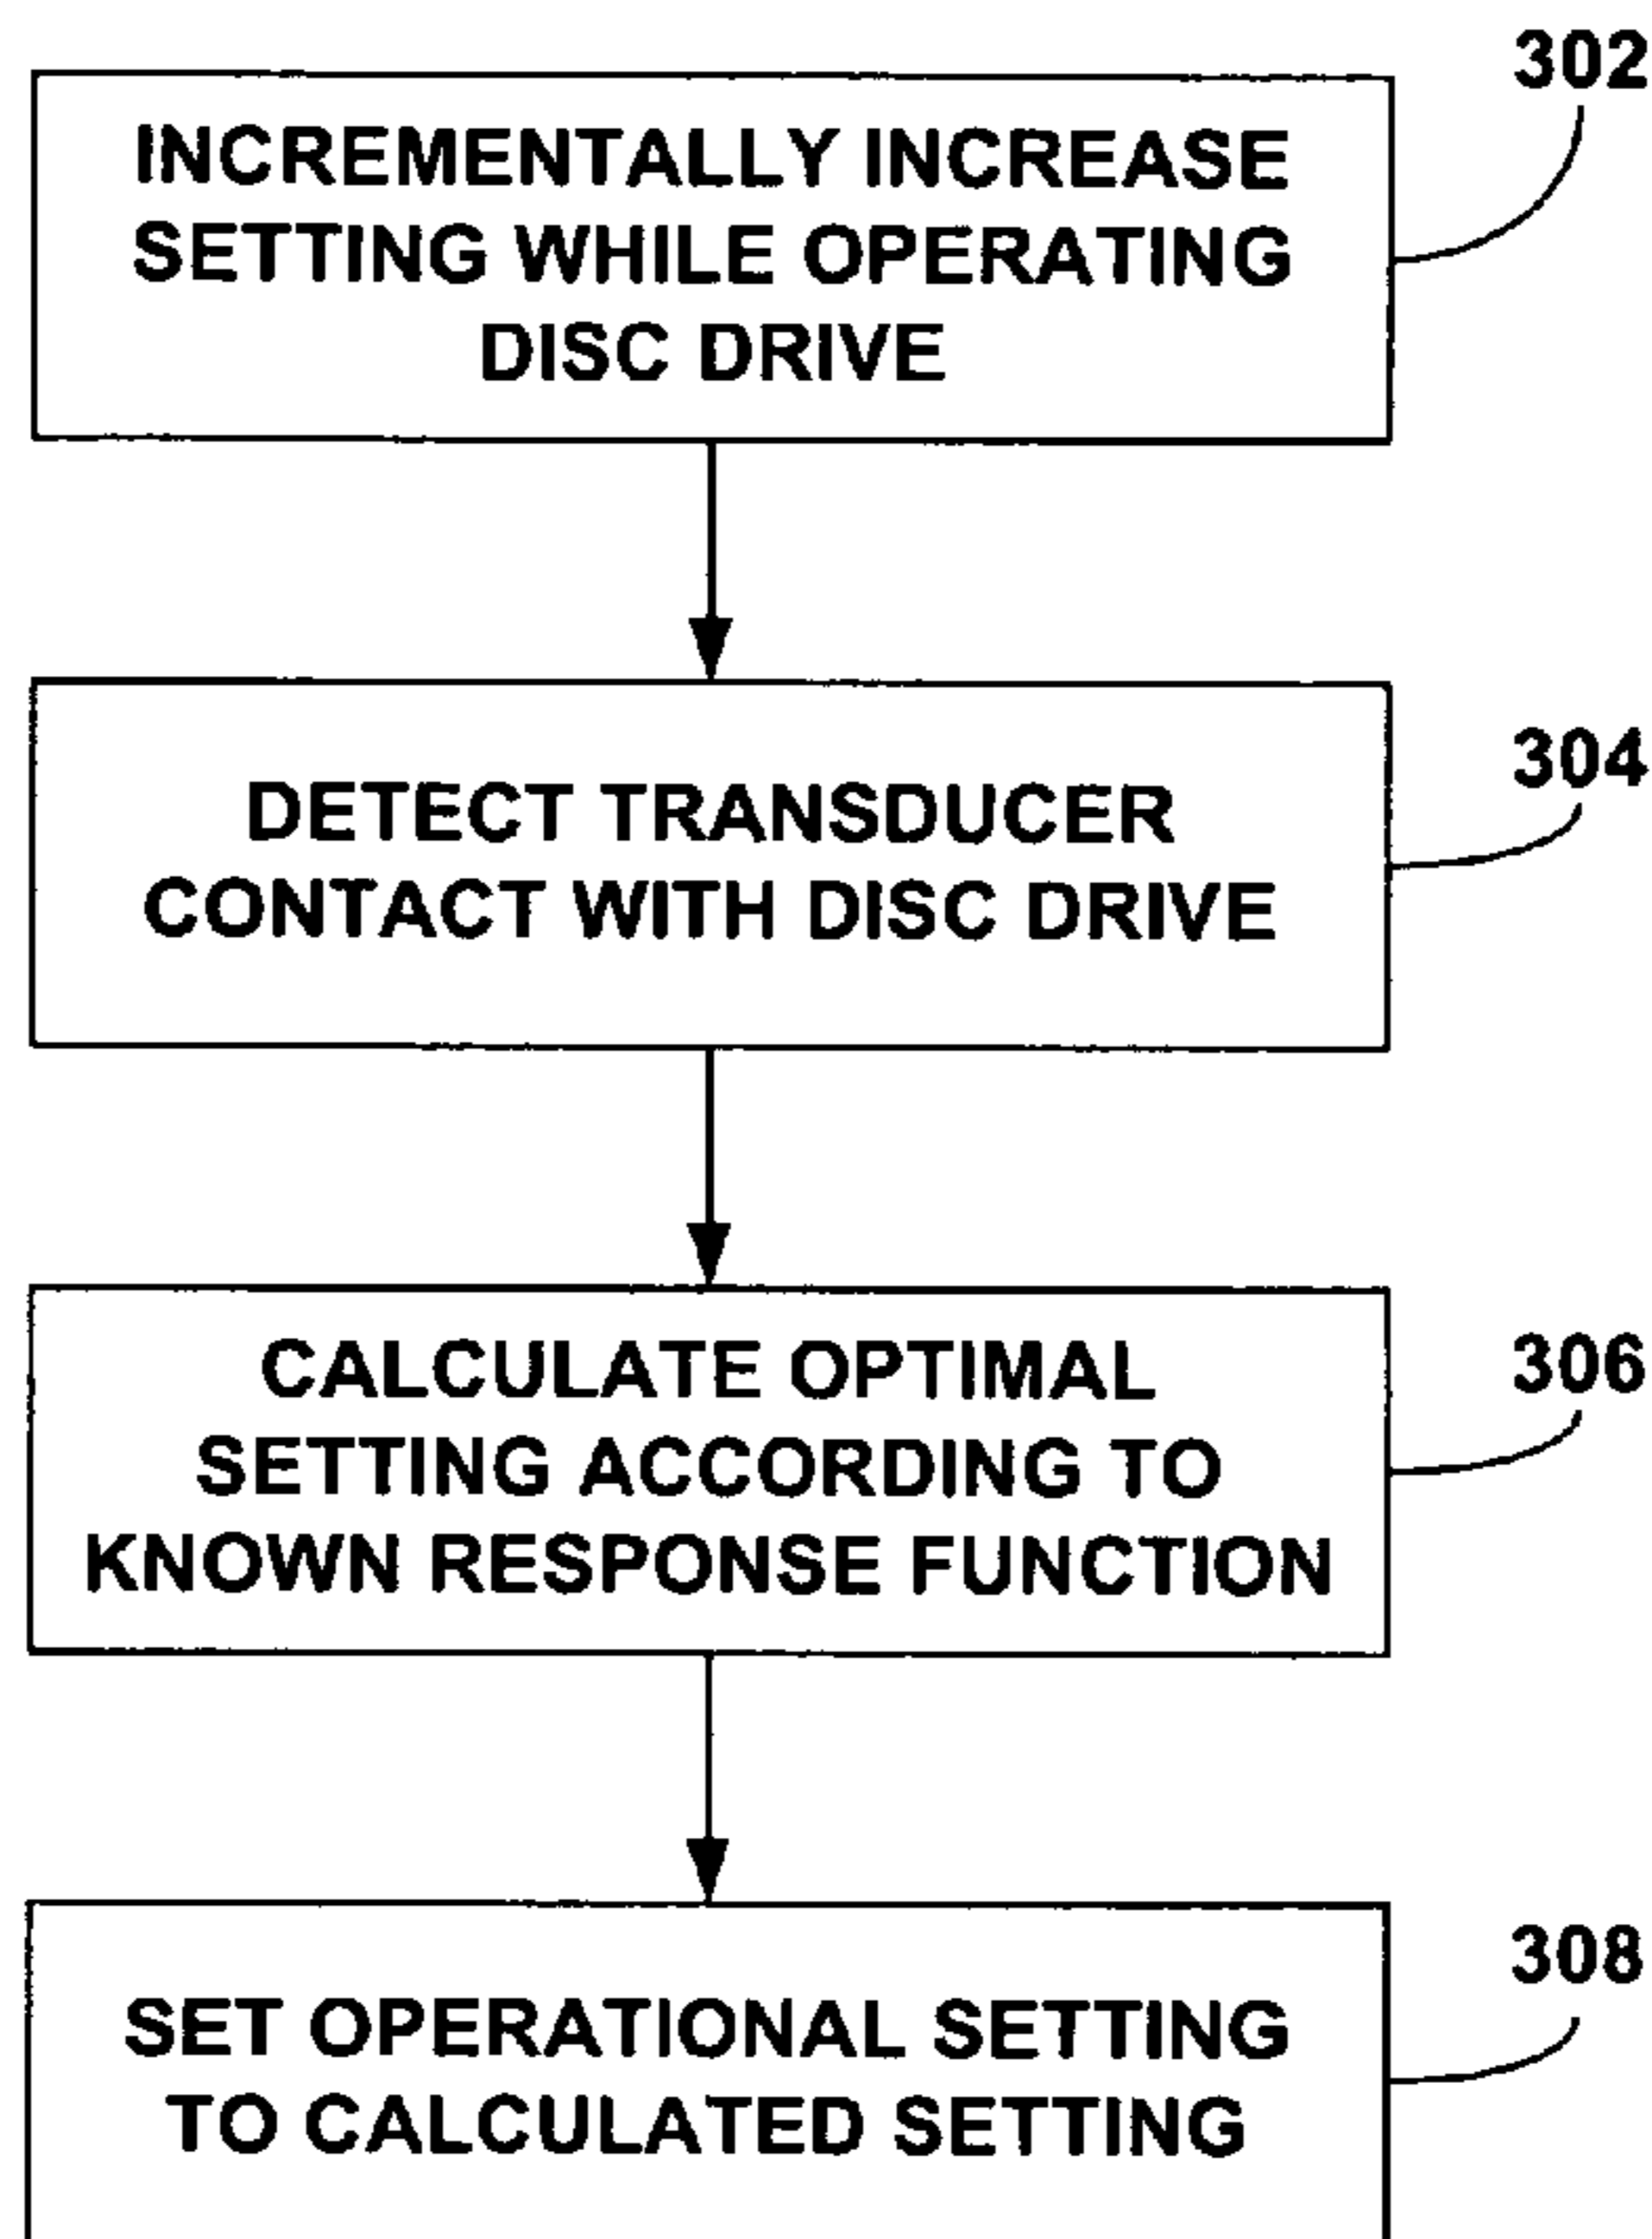 302
INCREMENTALLY INCREASE
SETTING WHILE OPERATING
DISC DRIVE
304
DETECT TRANSDUCER
CONTACT WITH DISC DRIVE
306
CALCULATE OPTIMAL
SETTING ACCORDING TO
KNOWN RESPONSE FUNCTION
308
SET OPERATIONAL SETTING
TO CALCULATED SETTING